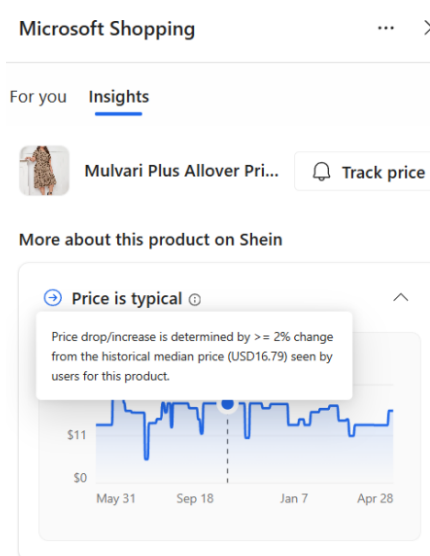 Microsoft Shopping
For you Insights
Mulvari Plus Allover Pri... Track price
More about this product on Shein
Price is typical
Price drop/increase is determined by >= 2% change
from the historical median price (USD16.79) seen by
users for this product.
$11
$0
May 31 Sep 18 Jan 7 Apr 28